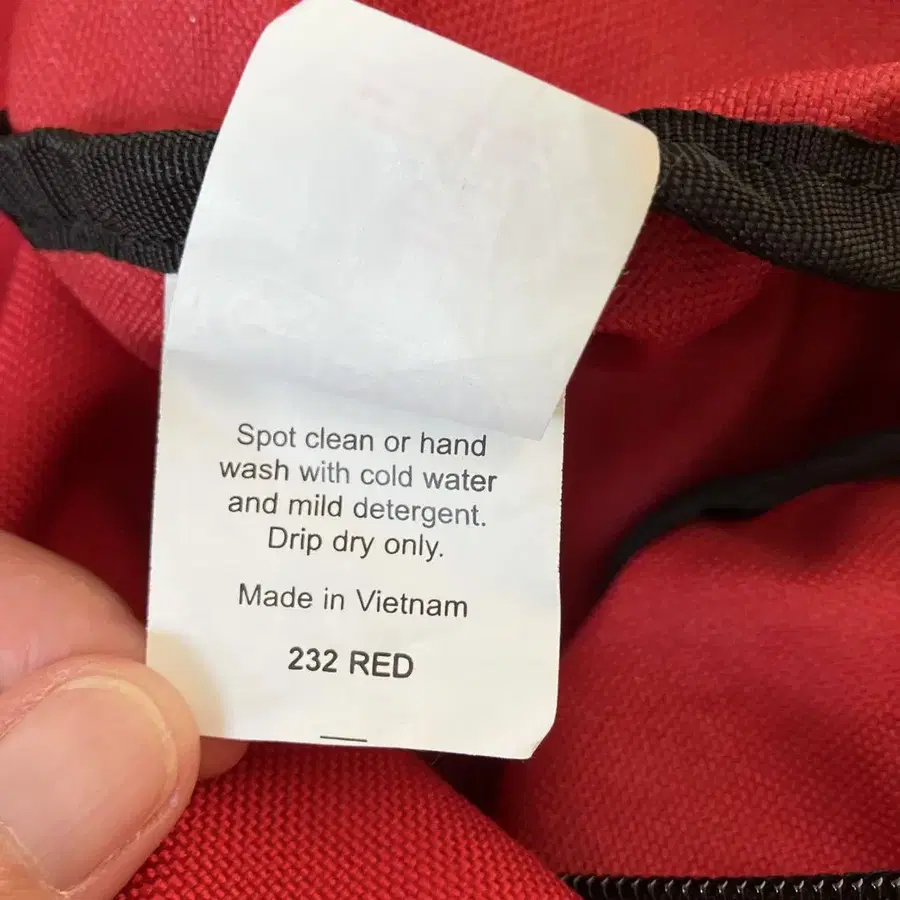 Spot clean or hand
wash with cold water
and mild detergent.
Drip dry only.
Made in Vietnam
232 RED